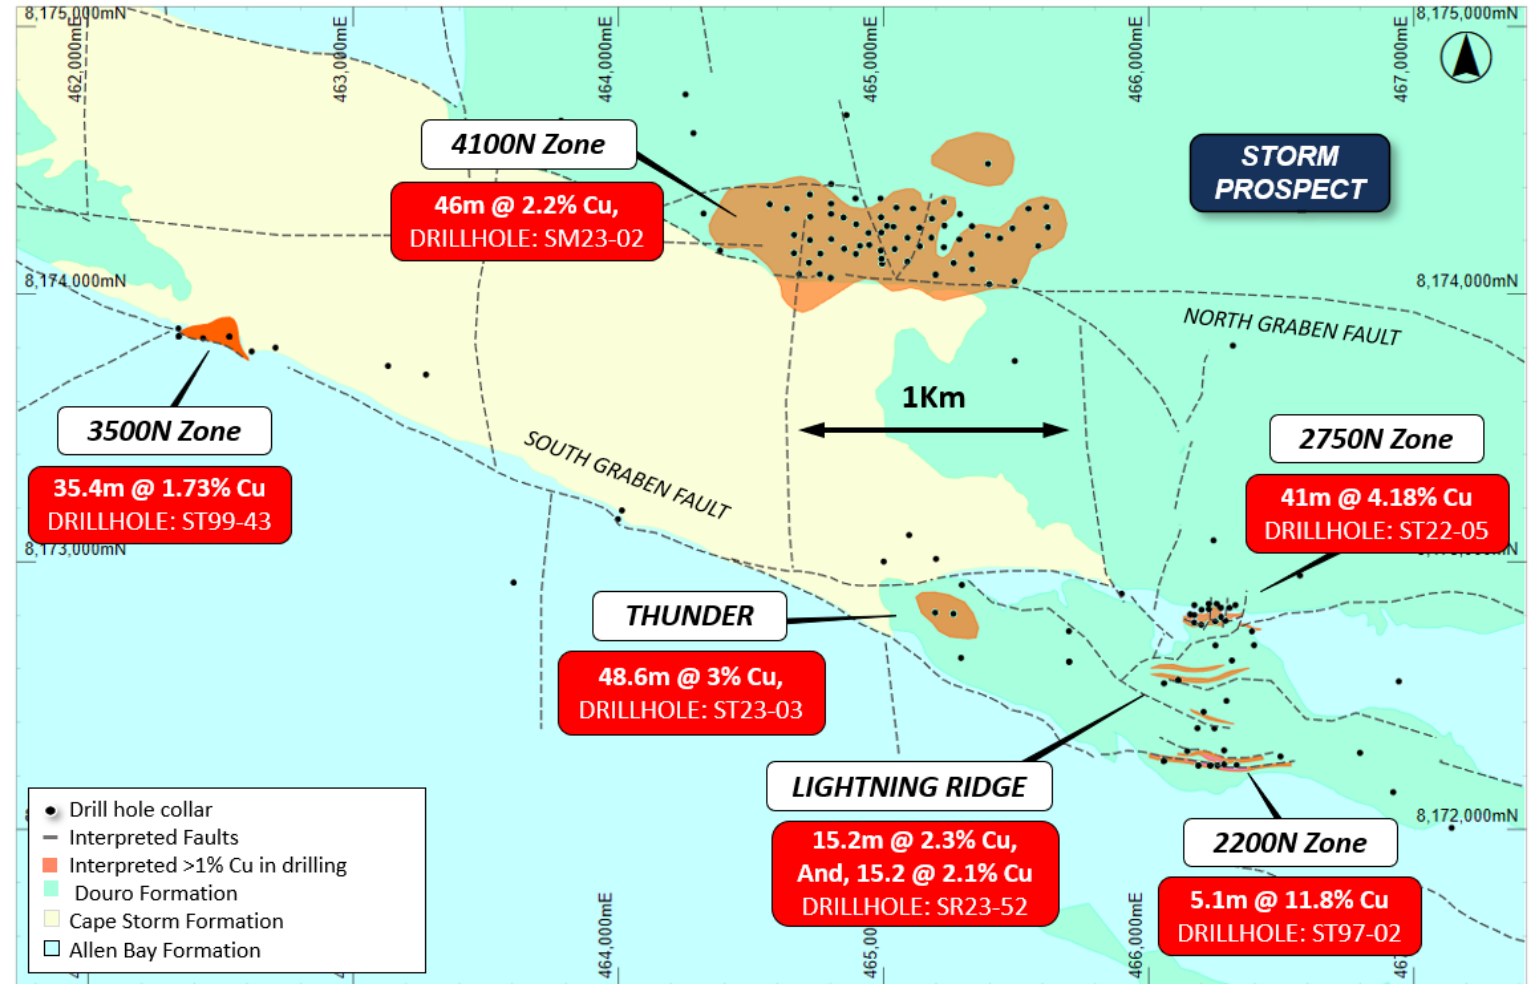 8,175,000mN
8,175,000mN
462,000mE
463,000mE
464,000mE
465,000mE
466,000mE
467,000mE
4100N Zone
46m @ 2.2% Cu,
DRILLHOLE: SM23-02
STORM
PROSPECT
8,174,000mN
8,174,000mN
NORTH GRABEN FAULT
3500N Zone
35.4m @ 1.73% Cu
DRILLHOLE: ST99-43
1Km
SOUTH GRABEN FAULT
2750N Zone
41m @ 4.18% Cu
DRILLHOLE: ST22-05
8,173,000mN
THUNDER
48.6m @ 3% Cu,
DRILLHOLE: ST23-03
LIGHTNING RIDGE
15.2m @ 2.3% Cu,
And, 15.2 @ 2.1% Cu
DRILLHOLE: SR23-52
8,172,000mN
2200N Zone
5.1m @ 11.8% Cu
DRILLHOLE: ST97-02
Drill hole collar
Interpreted Faults
Interpreted >1% Cu in drilling
Douro Formation
Cape Storm Formation
Allen Bay Formation
464,000mE
466,000mE